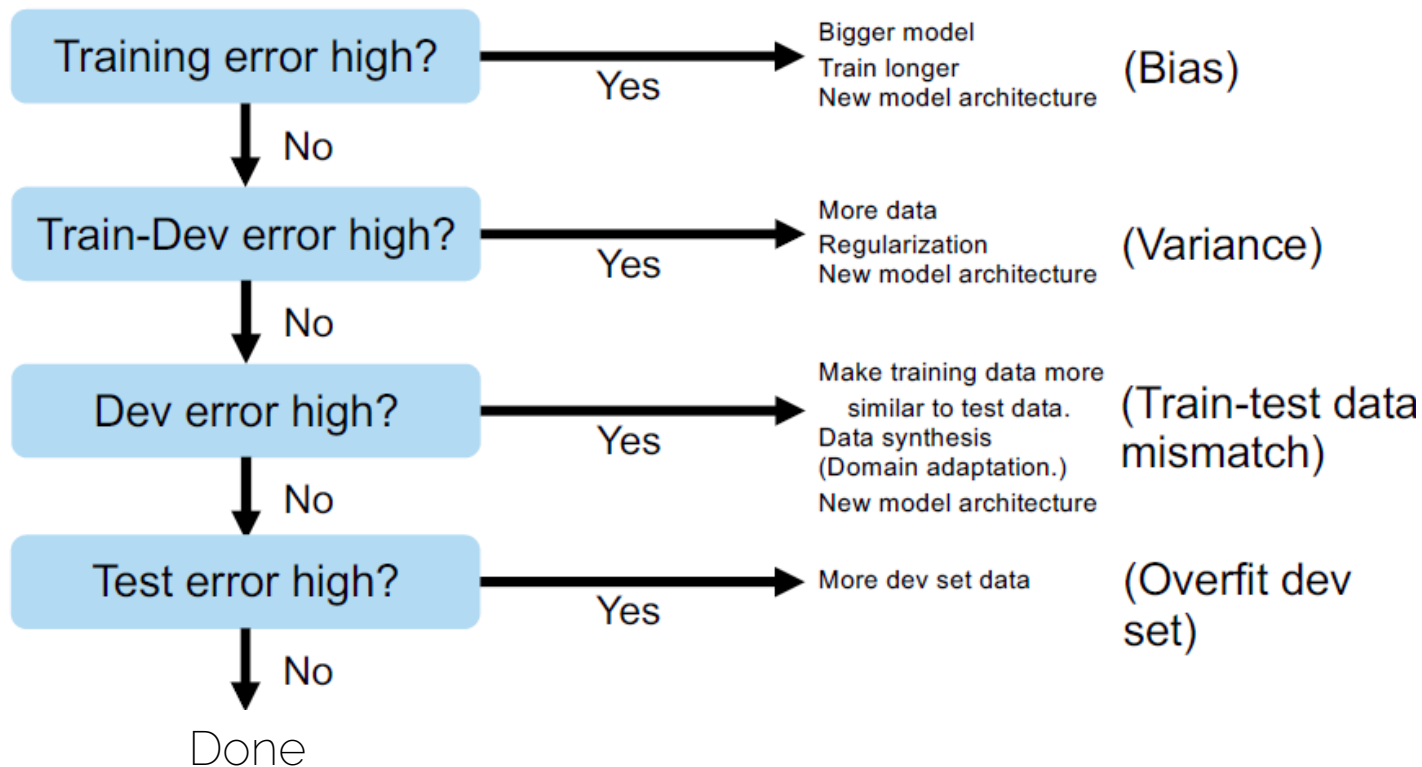 Training error high?
Yes
Bigger model
Train longer
New model architecture
(Bias)
No
Train-Dev error high?
Yes
More data
Regularization
New model architecture
(Variance)
No
Dev error high?
Yes
Make training data more
similar to test data.
Data synthesis
(Domain adaptation.)
New model architecture
(Train-test data
mismatch)
No
Test error high?
Yes
More dev set data
(Overfit dev
set)
No
Done